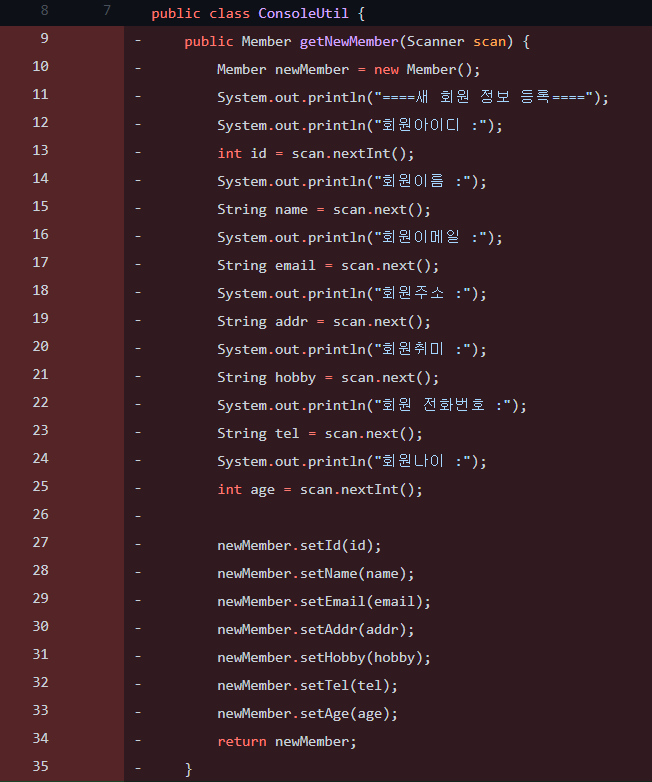 8 7 public class ConsoleUtil {
9 - public Member getNewMember(Scanner scan) {
10 - Member newMember = new Member();
11 - System.out.println("====새 회원 정보 등록====");
12 - System.out.println("회원아이디 :");
13 - int id = scan.nextInt();
14 - System.out.println("회원이름 :");
15 - String name = scan.next();
16 - System.out.println("회원이메일 :");
17 - String email = scan.next();
18 - System.out.println("회원주소 :");
19 - String addr = scan.next();
20 - System.out.println("회원취미 :");
21 - String hobby = scan.next();
22 - System.out.println("회원 전화번호 :");
23 - String tel = scan.next();
24 - System.out.println("회원나이 :");
25 - int age = scan.nextInt();
26 -
27 - newMember.setId(id);
28 - newMember.setName(name);
29 - newMember.setEmail(email);
30 - newMember.setAddr(addr);
31 - newMember.setHobby(hobby);
32 - newMember.setTel(tel);
33 - newMember.setAge(age);
34 - return newMember;
35 - }